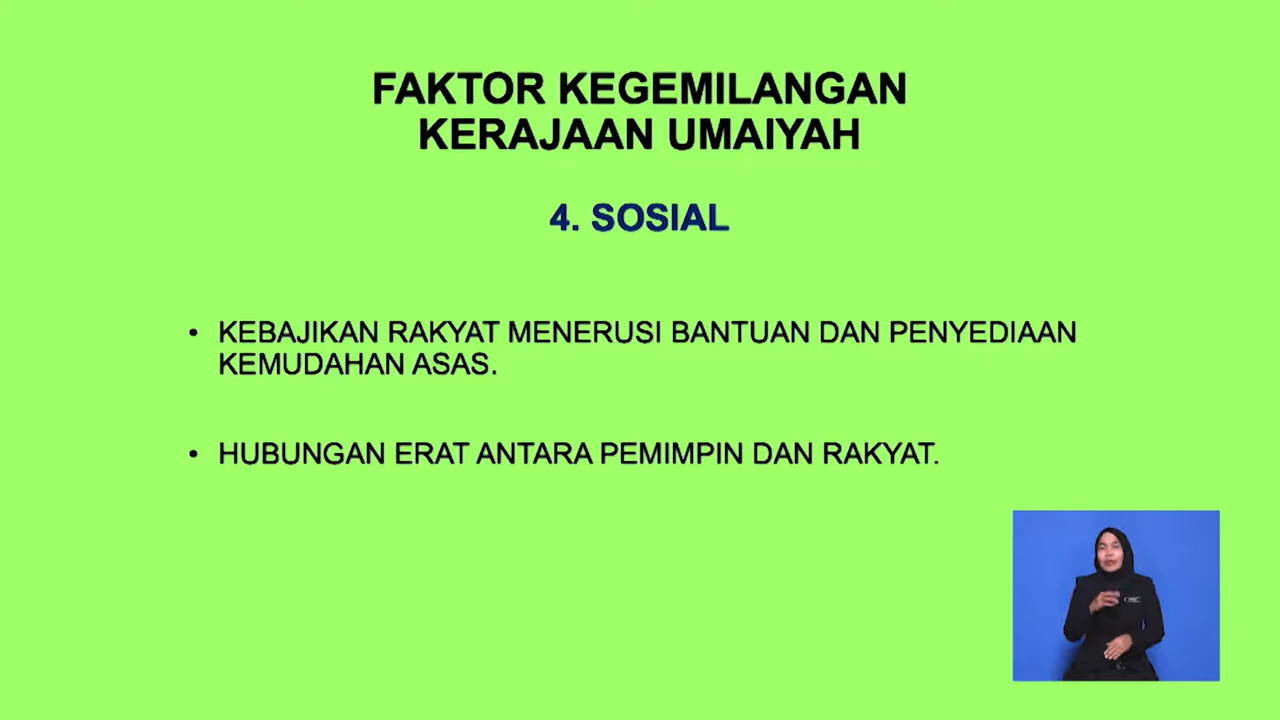 FAKTOR KEGEMILANGAN
KERAJAAN UMAIYAH
4. SOSIAL
• KEBAJIKAN RAKYAT MENERUSI BANTUAN DAN PENYEDIAAN
KEMUDAHAN ASAS.
• HUBUNGAN ERAT ANTARA PEMIMPIN DAN RAKYAT.